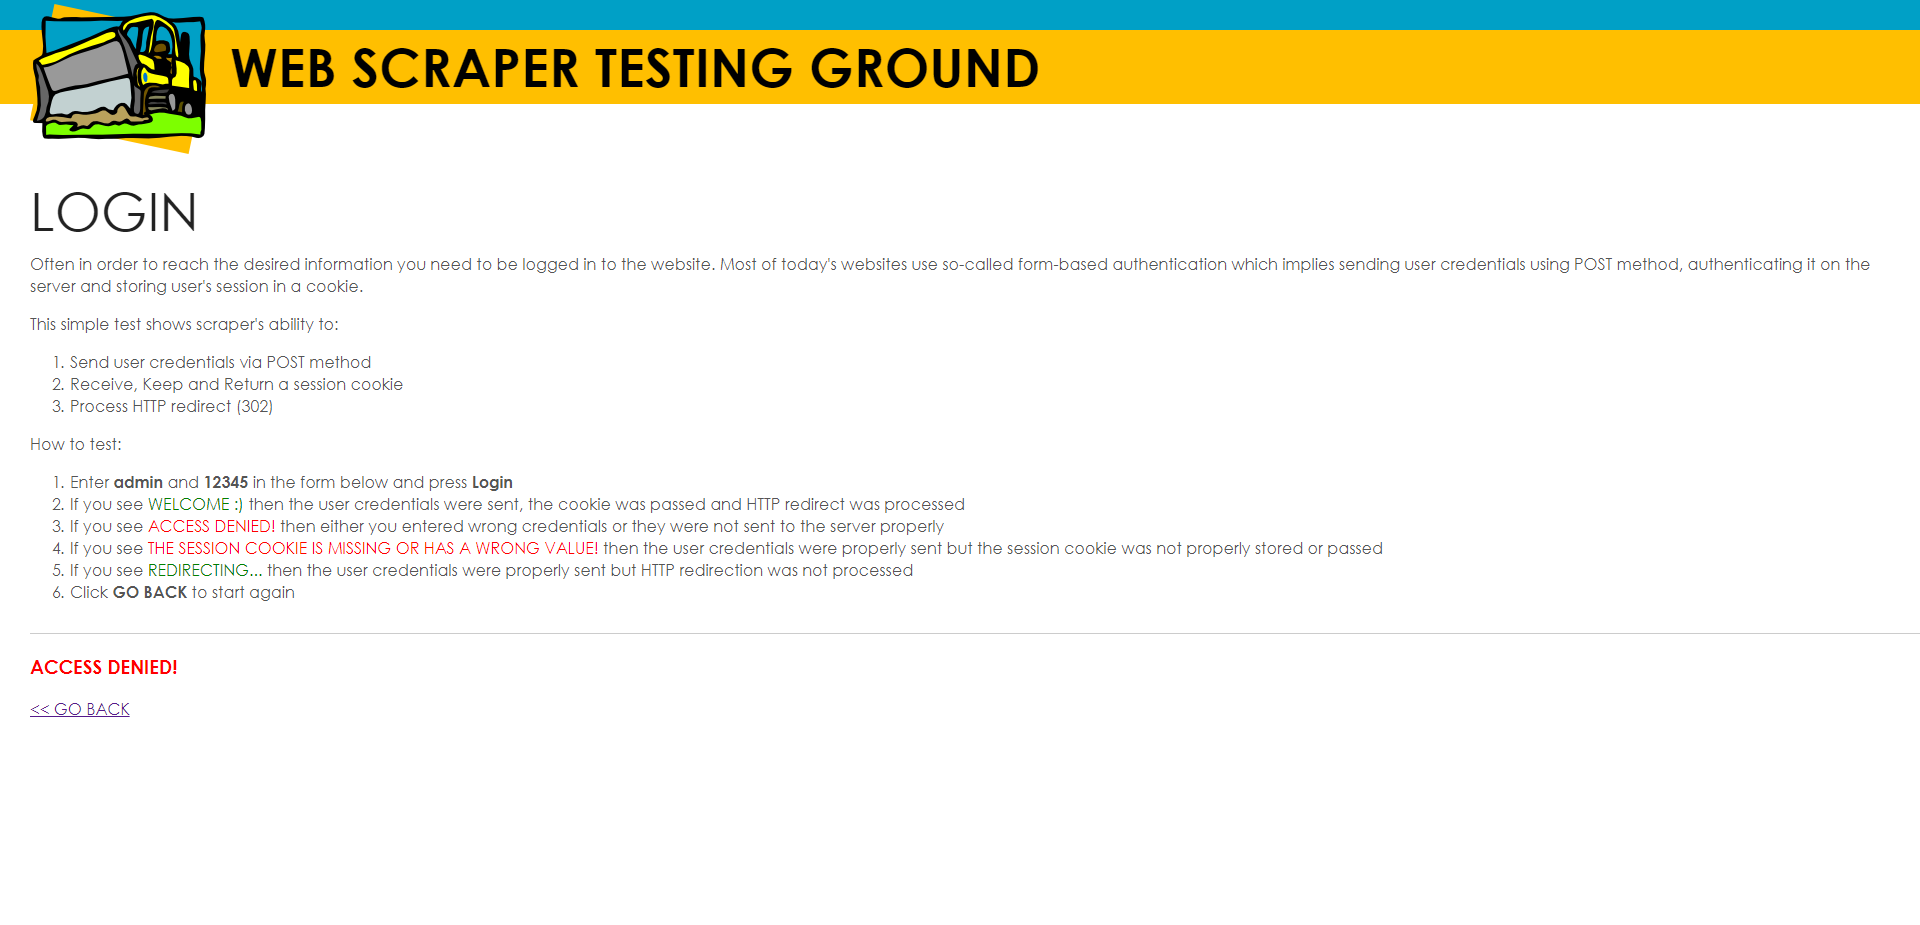 WEB SCRAPER TESTING GROUND
LOGIN
Often in order to reach the desired information you need to be logged in to the website. Most of today's websites use so-called form-based authentication which implies sending user credentials using POST method, authenticating it on the
server and storing user's session in a cookie.
This simple test shows scraper's ability to:
1. Send user credentials via POST method
2. Receive, Keep and Return a session cookie
3. Process HTTP redirect (302)
How to test:
1. Enter admin and 12345 in the form below and press Login
2. If you see WELCOME :) then the user credentials were sent, the cookie was passed and HTTP redirect was processed
3. If you see ACCESS DENIED! then either you entered wrong credentials or they were not sent to the server properly
4. If you see THE SESSION COOKIE IS MISSING OR HAS A WRONG VALUE! then the user credentials were properly sent but the session cookie was not properly stored or passed
5. If you see REDIRECTING... then the user credentials were properly sent but HTTP redirection was not processed
6. Click GO BACK to start again
ACCESS DENIED!
<< GO BACK